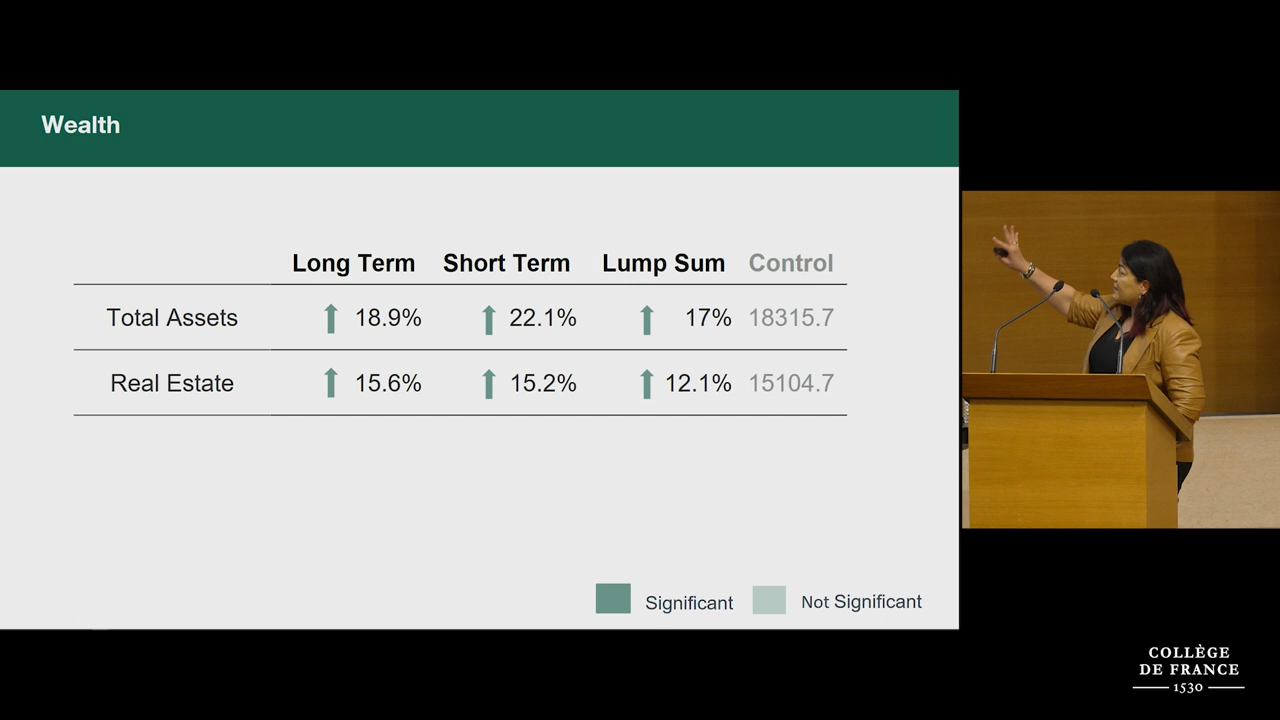 Wealth
Long Term Short Term Lump Sum Control
Total Assets 18.9% 22.1% 17% 18315.7
Real Estate 15.6% 15.2% 12.1% 15104.7
Significant Not Significant
COLLÈGE
DE FRANCE
1530